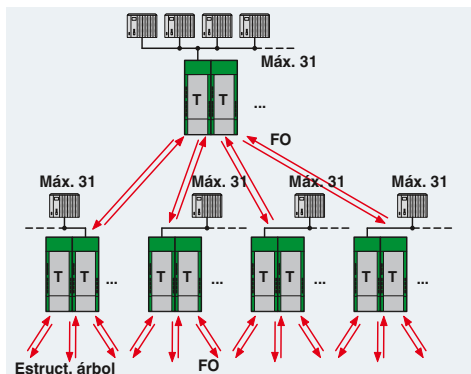 Máx. 31
T T ...
FO
Máx. 31 Máx. 31 Máx. 31 Máx. 31
T T ... T T ... T T ... T T ...
Estruct. árbol FO